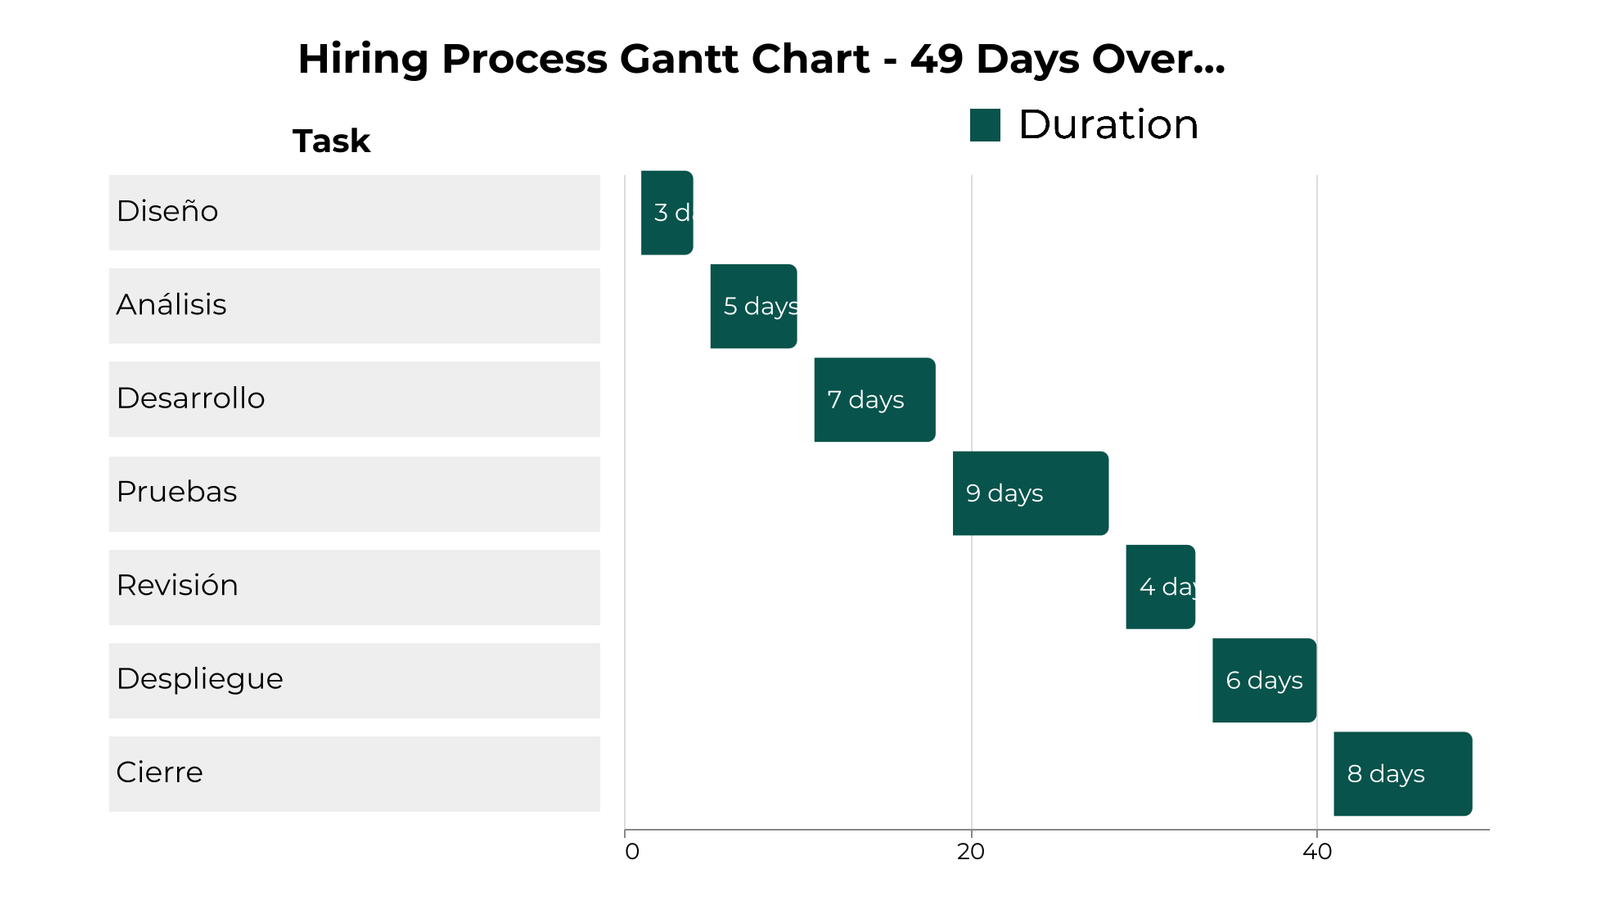 Hiring Process Gantt Chart - 49 Days Over...
Duration
Task
Diseño
3 d
Análisis
5 days
Desarrollo
7 days
Pruebas
9 days
Revisión
4 day
Despliegue
6 days
Cierre
8 days
0 20 40